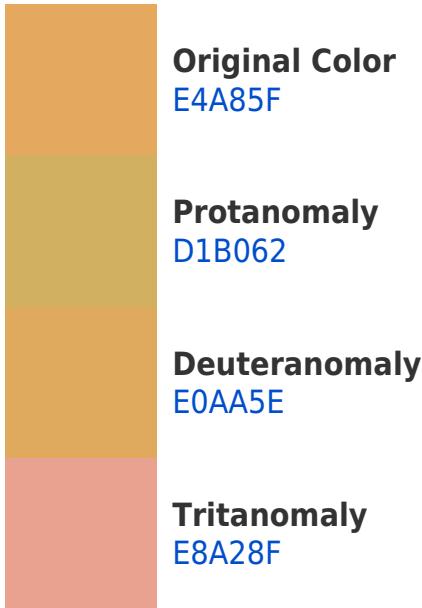 Original Color
E4A85F
Protanomaly
D1B062
Deuteranomaly
E0AA5E
Tritanomaly
E8A28F